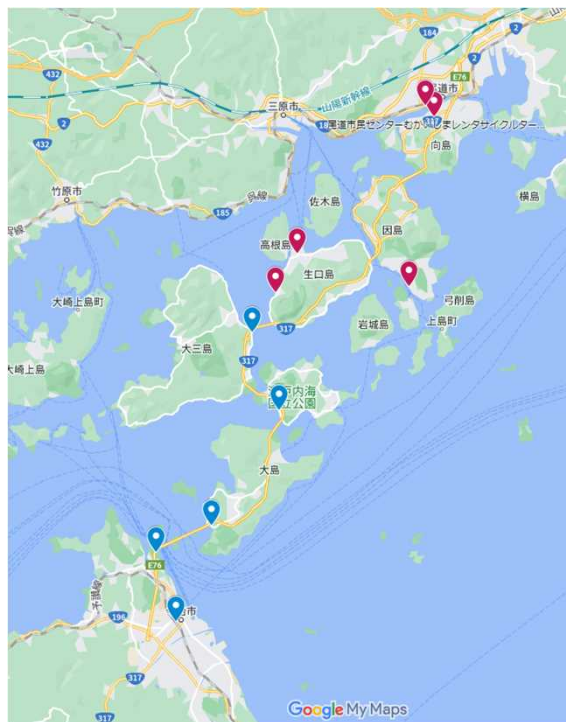 184
2
432
E76
山陽新幹線
三原市
尾道市
432
2
317
尾道市民センターむかいしまレンタサイクルター...
向島
竹原市
呉線
185
佐木島
横島
因島
高根島
生口島
弓削島
大崎上島町
岩城島
上島町
317
大三島
317
大崎上島
瀬戸内海
国立公園
大島
E76
196
317
317
Google My Maps